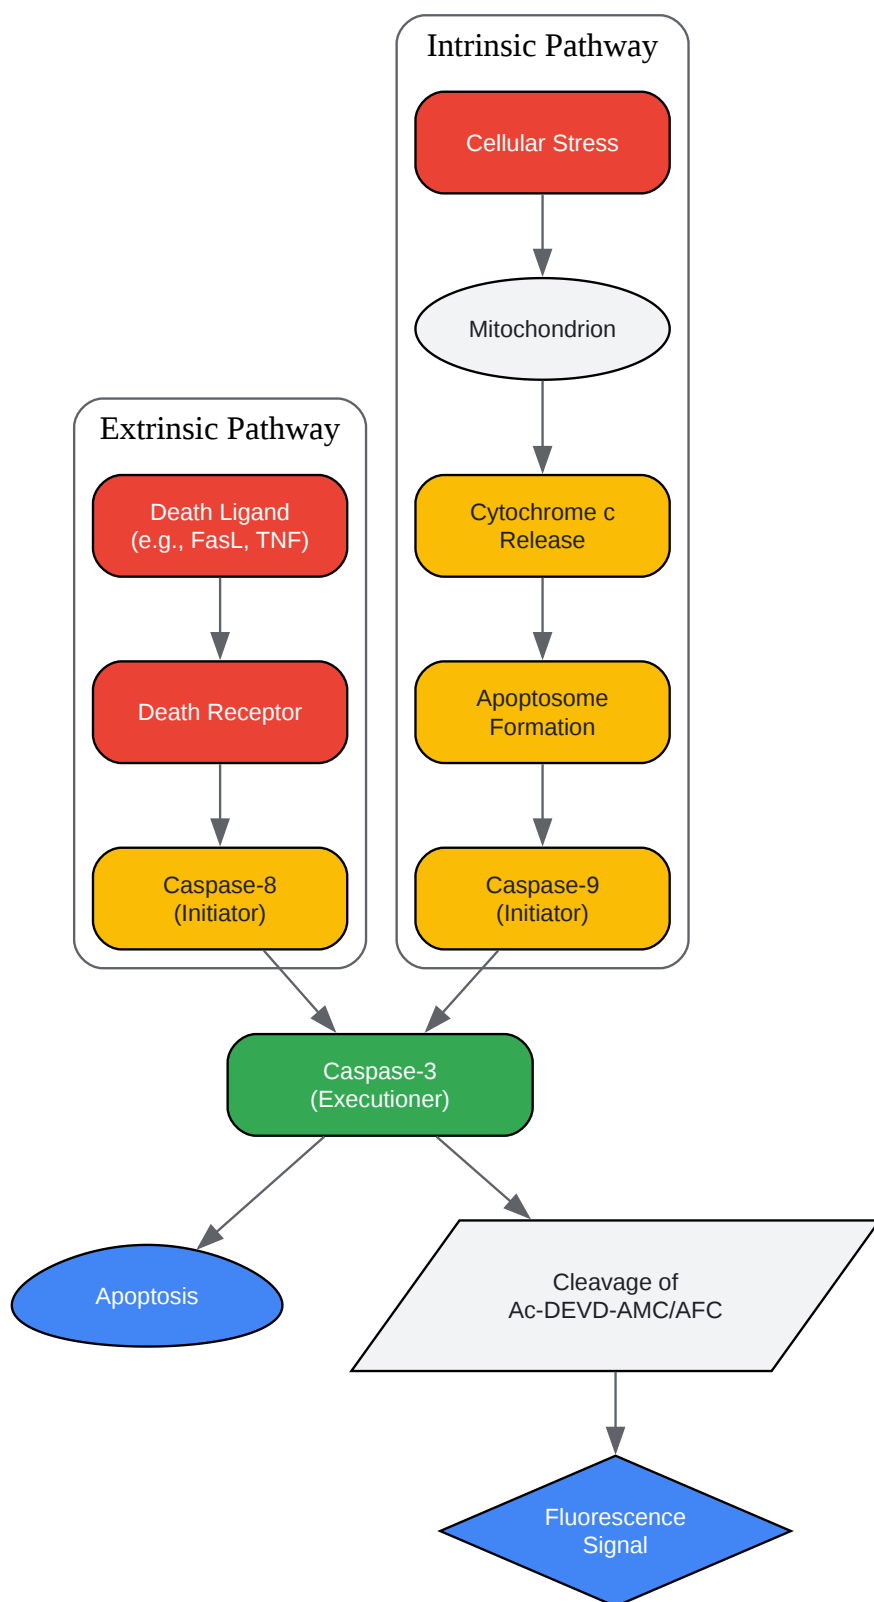 Intrinsic Pathway
Cellular Stress
Mitochondrion
Cytochrome c
Release
Apoptosome
Formation
Caspase-9
(Initiator)
Extrinsic Pathway
Death Ligand
(e.g., FasL, TNF)
Death Receptor
Caspase-8
(Initiator)
Caspase-3
(Executioner)
Apoptosis
Cleavage of
Ac-DEVD-AMC/AFC
Fluorescence
Signal